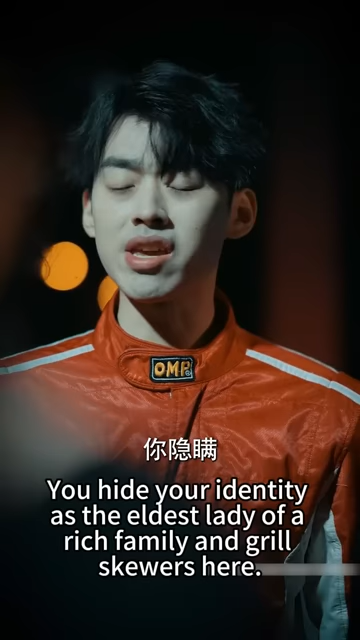 OMP
你隐瞒
You hide your identity
as the eldest lady of a
rich family and grill
skewers here.